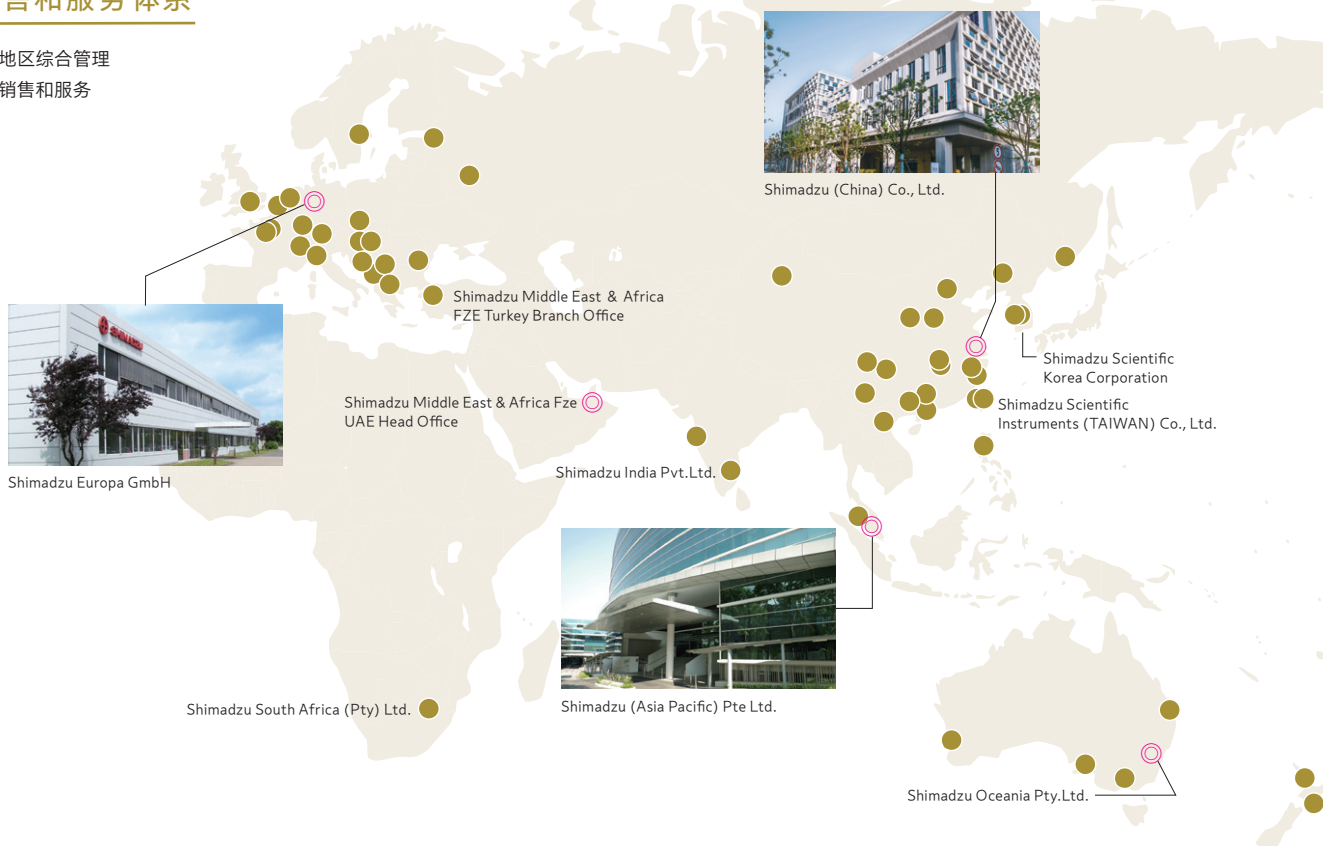 售和服务体系
地区综合管理
销售和服务
Shimadzu (China) Co., Ltd.
Shimadzu Middle East & Africa
FZE Turkey Branch Office
SHIMADZU
Shimadzu Scientific
Korea Corporation
Shimadzu Middle East & Africa Fze
UAE Head Office
Shimadzu Scientific
Instruments (TAIWAN) Co., Ltd.
Shimadzu India Pvt.Ltd.
Shimadzu Europa GmbH
Shimadzu South Africa (Pty) Ltd.
Shimadzu (Asia Pacific) Pte Ltd.
Shimadzu Oceania Pty.Ltd.